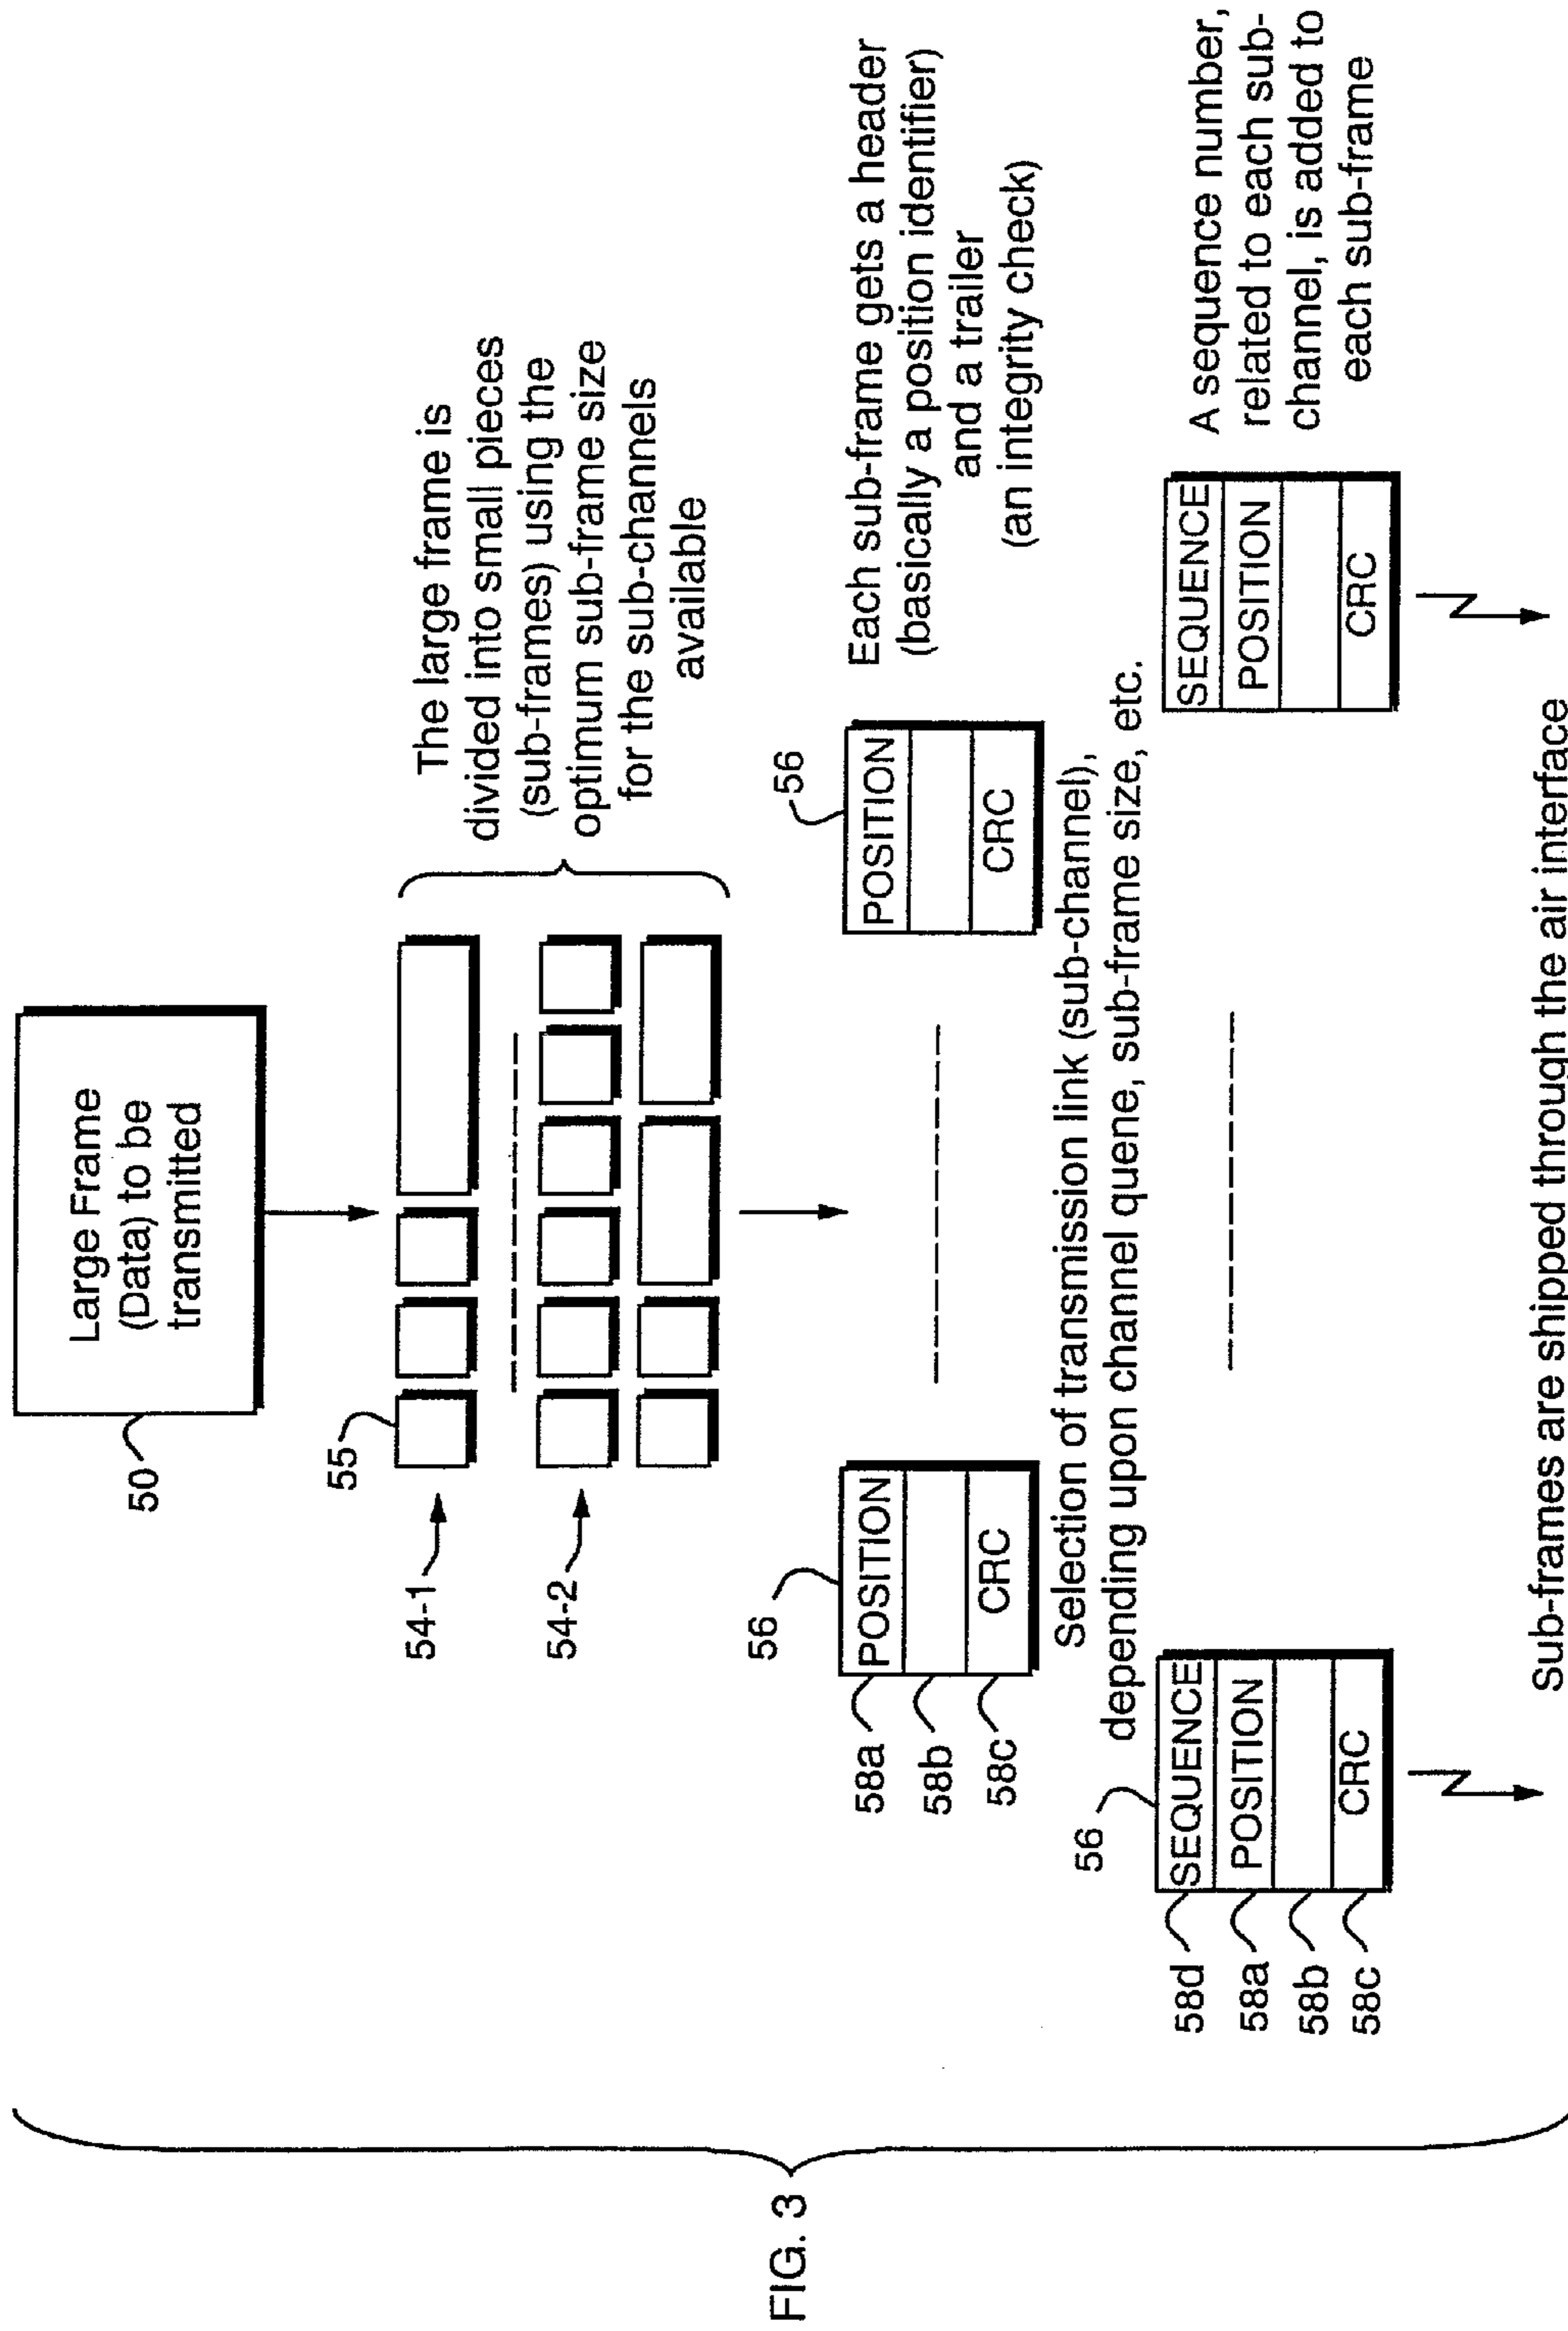 Large Frame
(Data) to be
transmitted
50
55
54-1
54-2
The large frame is
divided into small pieces
(sub-frames) using the
optimum sub-frame size
for the sub-channels
available
56
56
POSITION
CRC
POSITION
CRC
58a
58b
58c
Each sub-frame gets a header
(basically a position identifier)
and a trailer
(an integrity check)
Selection of transmission link (sub-channel),
depending upon channel quene, sub-frame size, etc.
56
SEQUENCE
POSITION
CRC
SEQUENCE
POSITION
CRC
58d
58a
58b
58c
A sequence number,
related to each sub-
channel, is added to
each sub-frame
Sub-frames are shipped through the air interface
FIG. 3